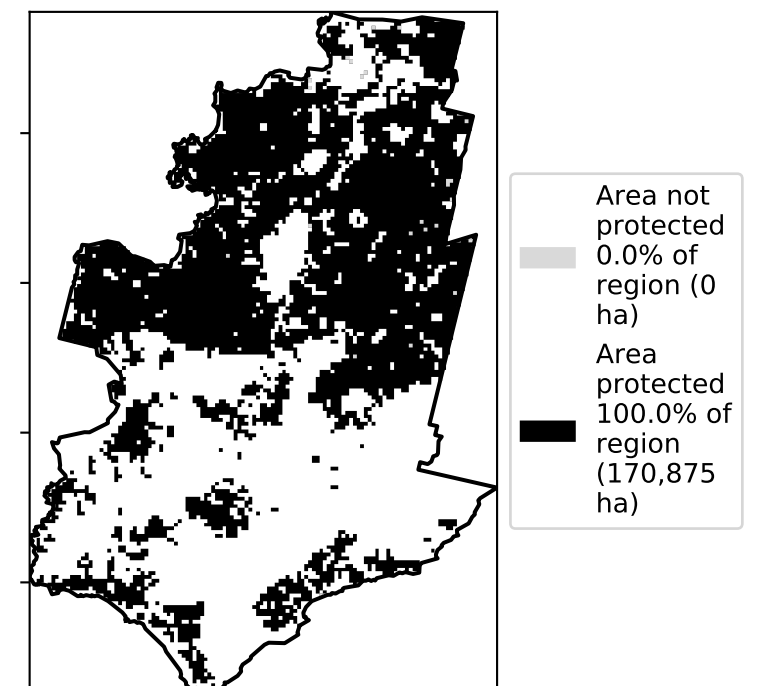 Area not
protected
0.0% of
region (0
ha)
Area
protected
100.0% of
region
(170,875
ha)